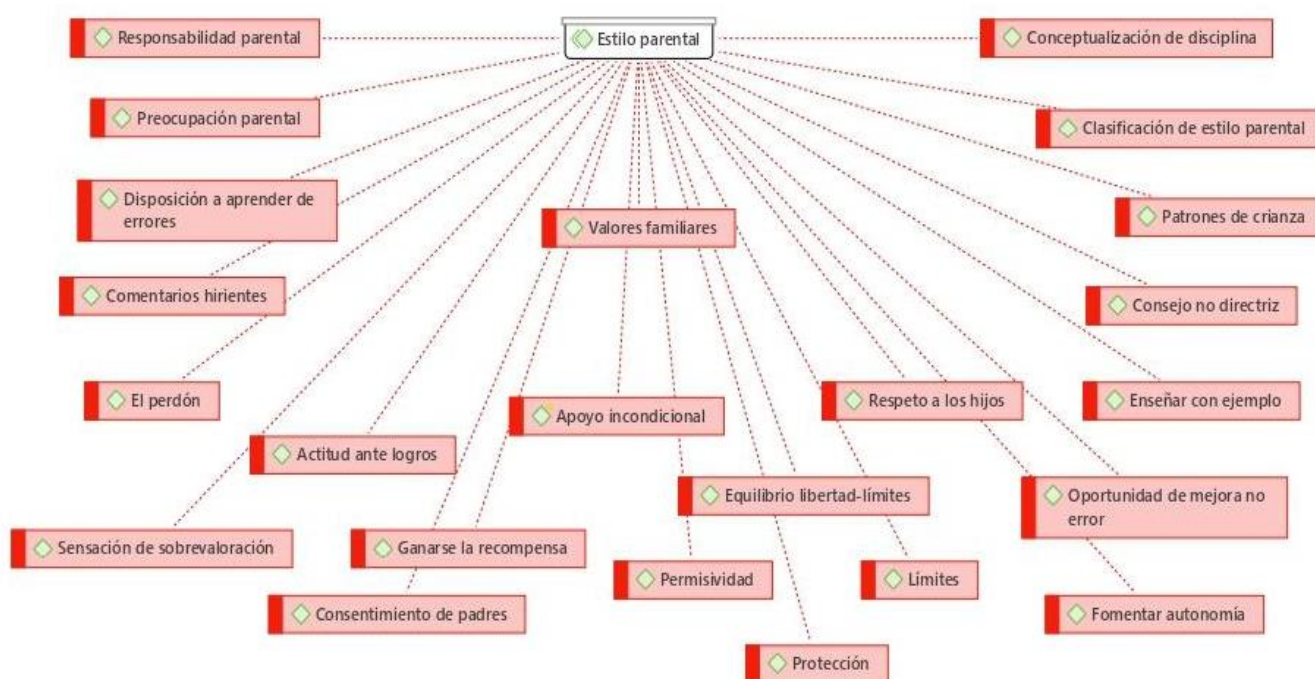 Responsabilidad parental
Estilo parental
Conceptualización de disciplina
Preocupación parental
Clasificación de estilo parental
Disposición a aprender de
errores
Valores familiares
Patrones de crianza
Comentarios hirientes
Consejo no directriz
El perdón
Apoyo incondicional
Respeto a los hijos
Enseñar con ejemplo
Actitud ante logros
Equilibrio libertad-límites
Oportunidad de mejora no
error
Sensación de sobrevaloración
Ganarse la recompensa
Permisividad
Límites
Consentimiento de padres
Fomentar autonomía
Protección